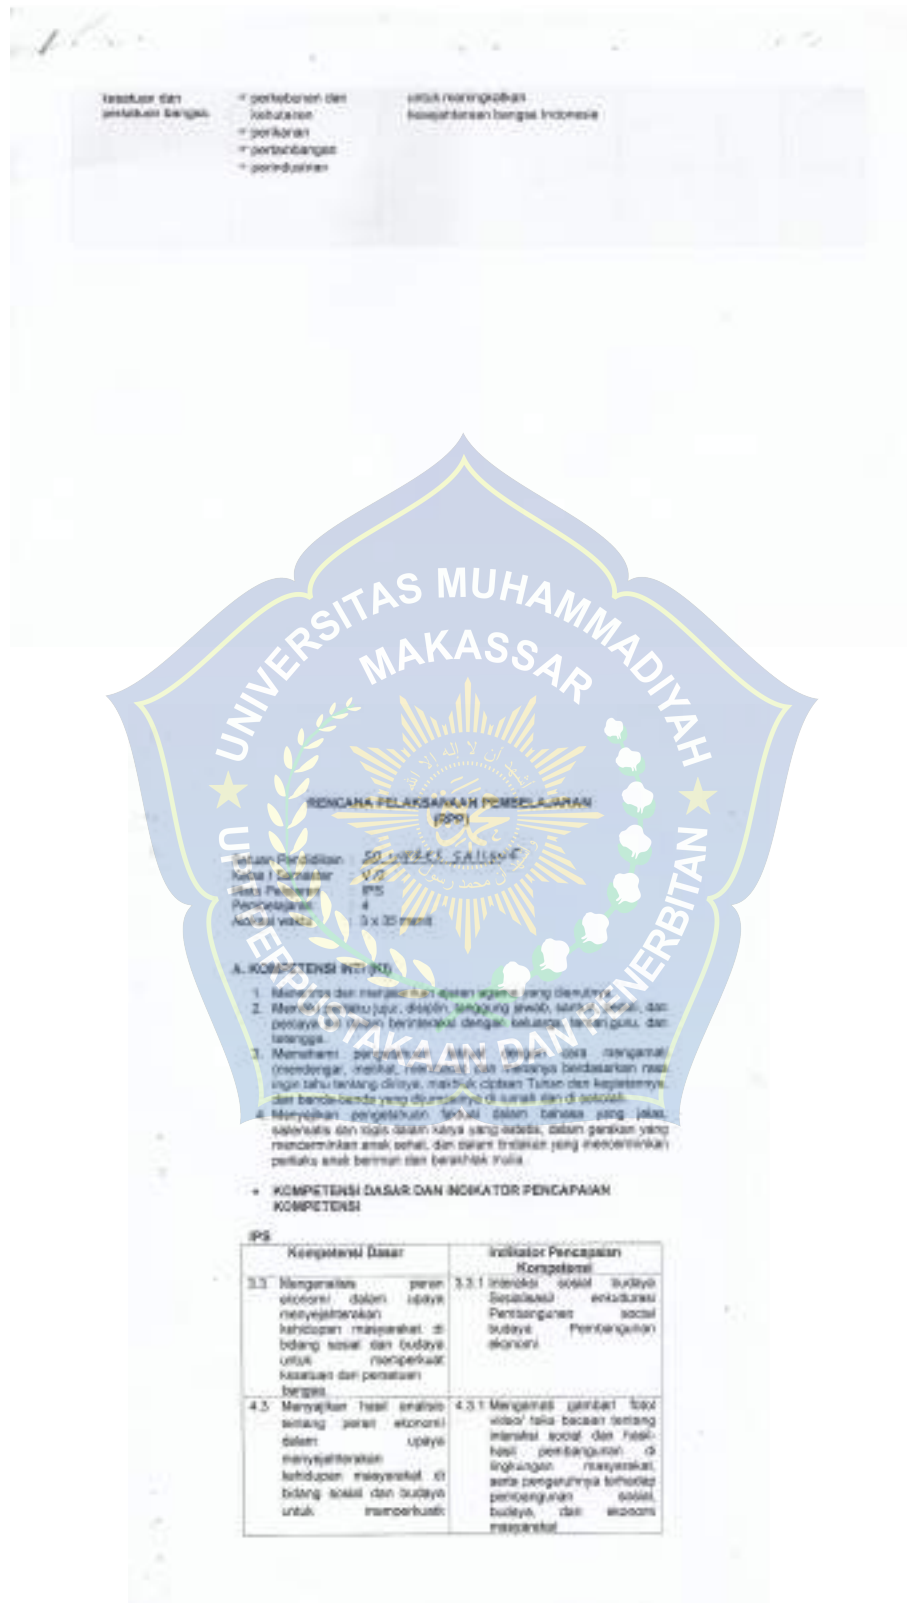 kesatuan dan
persatuan bangsa.
perkebunan dan
kehutanan
perikanan
pertambangan
perindustrian
untuk meningkatkan
kesejahteraan bangsa Indonesia
UNIVERSITAS MUHAMMADIYAH
MAKASSAR
UPT PERPUSTAKAAN DAN PENERBITAN
RENCANA PELAKSANAAN PEMBELAJARAN
(RPP)
Satuan Pendidikan : SD
Kelas / Semester :
Mata Pelajaran : IPS
Pembelajaran : 4
Alokasi waktu : 3 x 35 menit
A. KOMPETENSI INTI (KI)
1. Menerima dan menjalankan ajaran agama yang dianutnya.
2. Memiliki perilaku jujur, disiplin, tanggung jawab, santun, peduli, dan
percaya diri dalam berinteraksi dengan keluarga, teman, guru, dan
tetangga.
3. Memahami pengetahuan faktual dengan cara mengamati
(mendengar, melihat, membaca) dan menanya berdasarkan rasa
ingin tahu tentang dirinya, makhluk ciptaan Tuhan dan kegiatannya,
dan benda-benda yang dijumpainya di rumah dan di sekolah.
4. Menyajikan pengetahuan faktual dalam bahasa yang jelas,
sistematis dan logis dalam karya yang estetis, dalam gerakan yang
mencerminkan anak sehat, dan dalam tindakan yang mencerminkan
perilaku anak beriman dan berakhlak mulia.
• KOMPETENSI DASAR DAN INDIKATOR PENCAPAIAN
KOMPETENSI
IPS
Kompetensi Dasar
Indikator Pencapaian
Kompetensi
3.3 Menganalisis peran
ekonomi dalam upaya
menyejahterakan
kehidupan masyarakat di
bidang sosial dan budaya
untuk memperkuat
kesatuan dan persatuan
bangsa.
3.3.1 Interaksi sosial budaya
Sosialisasi enkulturasi
Pembangunan social
budaya Pembangunan
ekonomi
4.3 Menyajikan hasil analisis
tentang peran ekonomi
dalam upaya
menyejahterakan
kehidupan masyarakat di
bidang sosial dan budaya
untuk memperkuat
4.3.1 Mengamati gambar/ foto/
video/ teks bacaan tentang
interaksi social dan hasil-
hasil pembangunan di
lingkungan masyarakat,
serta pengaruhnya terhadap
pembangunan sosial,
budaya, dan ekonomi
masyarakat